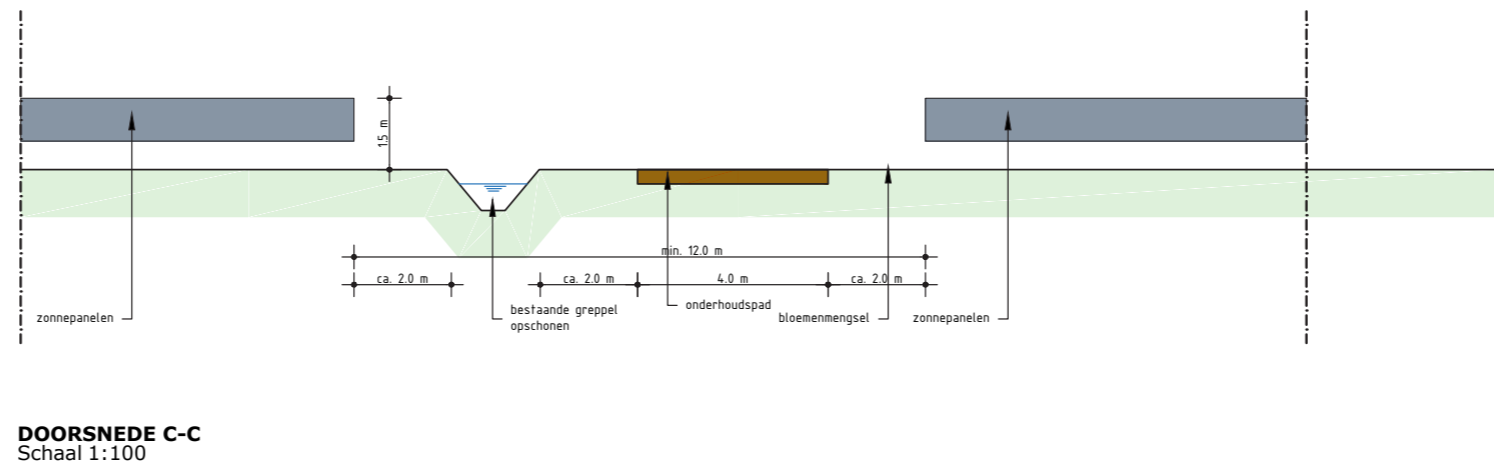 1.5 m
min. 12.0 m
ca. 2.0 m
ca. 2.0 m
4.0 m
ca. 2.0 m
zonnepanelen
bestaande greppel
opschonen
onderhoudspad
bloemenmengsel
zonnepanelen
DOORSNEDE C-C
Schaal 1:100